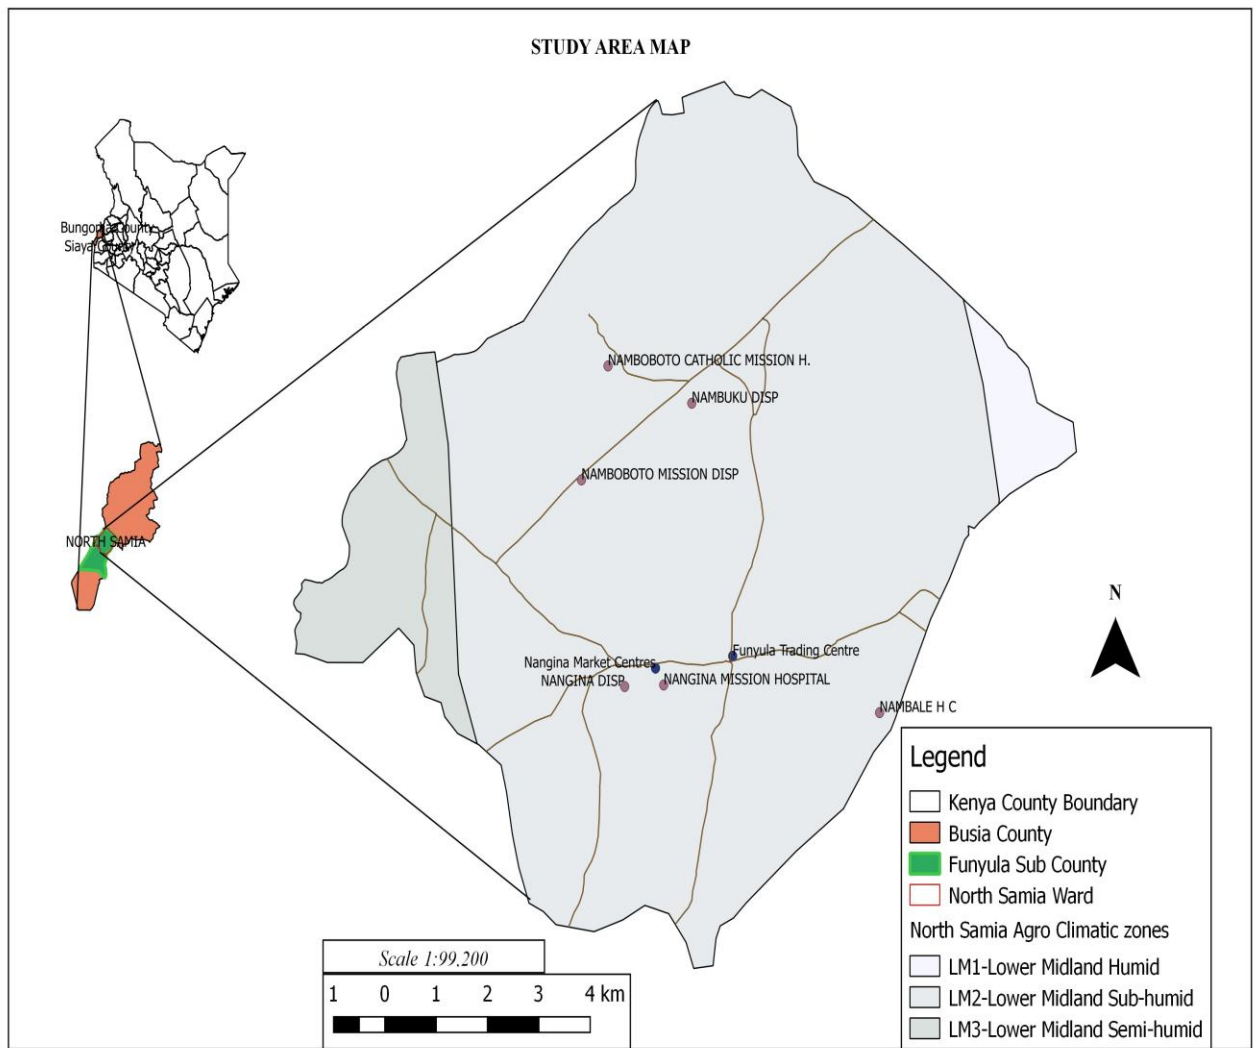 STUDY AREA MAP
Siaya County
NORTH SAMIA
NAMBOBOTO CATHOLIC MISSION H.
NAMBUKU DISP
NAMBOBOTO MISSION DISP
Funyula Trading Centre
Nangina Market Centres
NANGINA DISP
NANGINA MISSION HOSPITAL
NAMBALE H C
N
Legend
Kenya County Boundary
Busia County
Funyula Sub County
North Samia Ward
North Samia Agro Climatic zones
LM1-Lower Midland Humid
LM2-Lower Midland Sub-humid
LM3-Lower Midland Semi-humid
Scale 1:99,200
1 0 1 2 3 4 km